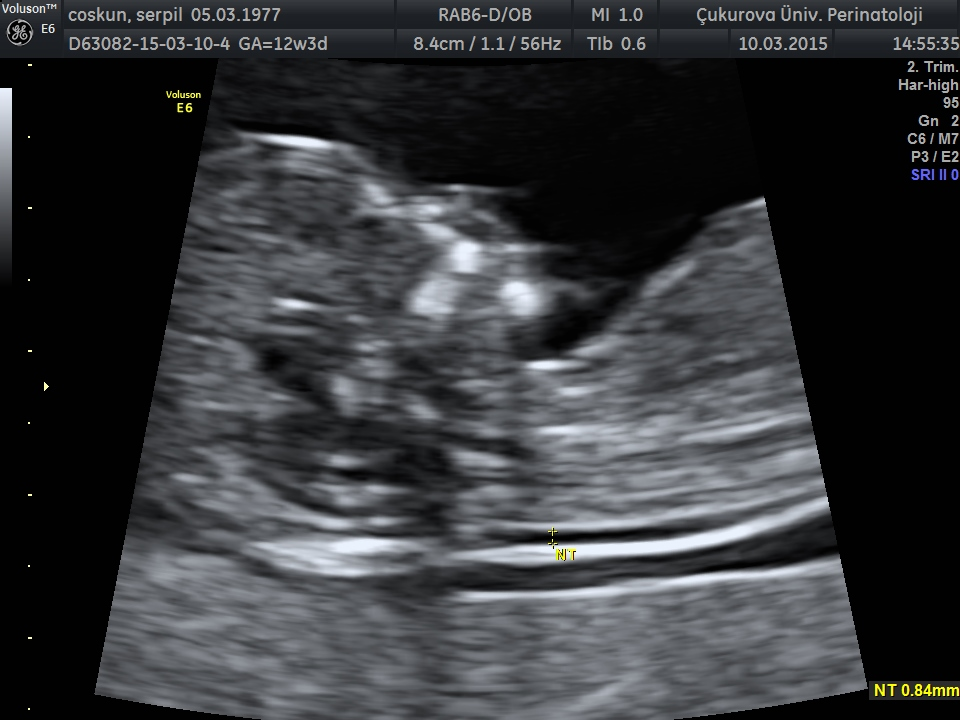 Voluson™
E6
coskun, serpil 05.03.1977
RAB6-D/OB
MI 1.0
Çukurova Üniv. Perinatoloji
D63082-15-03-10-4 GA=12w3d
8.4cm / 1.1 / 56Hz
TIb 0.6
10.03.2015
14:55:35
Voluson
E6
2. Trim.
Har-high
95
Gn 2
C6 / M7
P3 / E2
SRI II 0
NT
NT 0.84mm